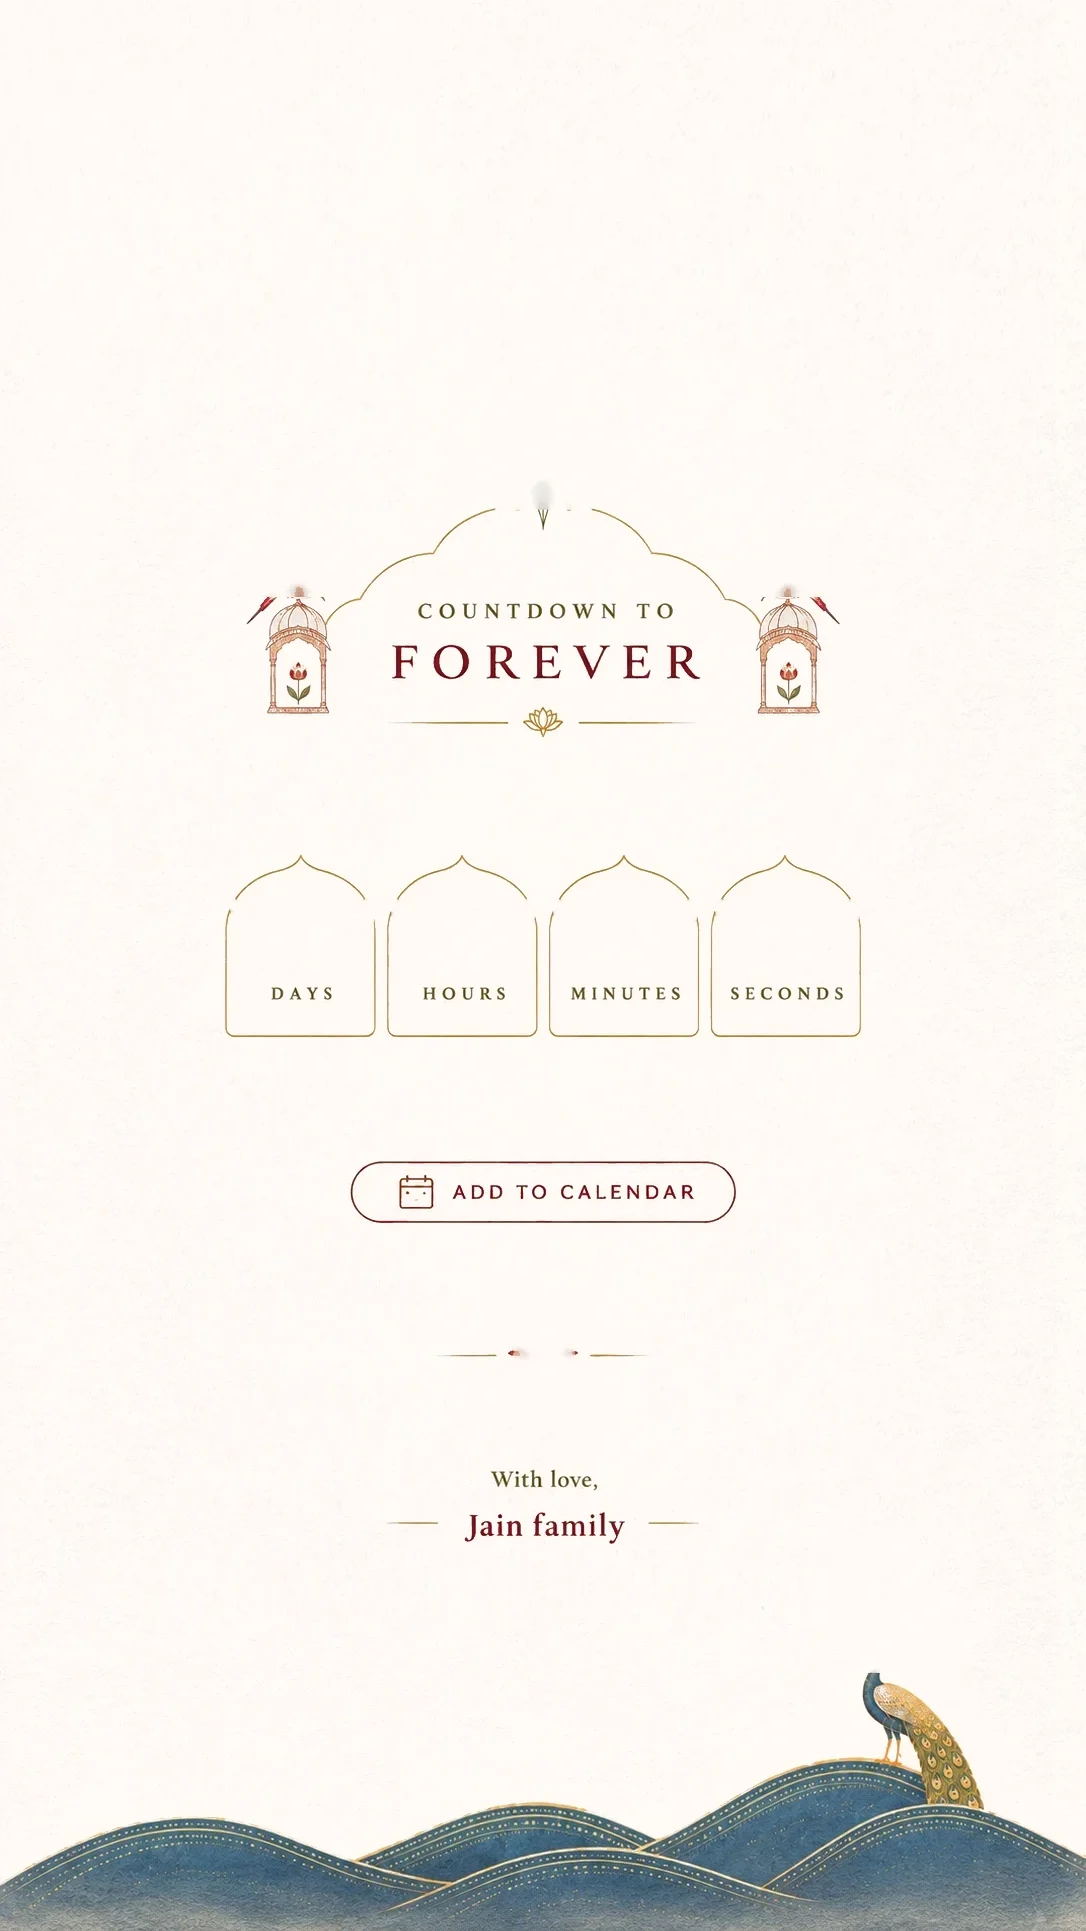 COUNTDOWN TO
FOREVER
DAYS
HOURS
MINUTES
SECONDS
ADD TO CALENDAR
With love,
Jain family